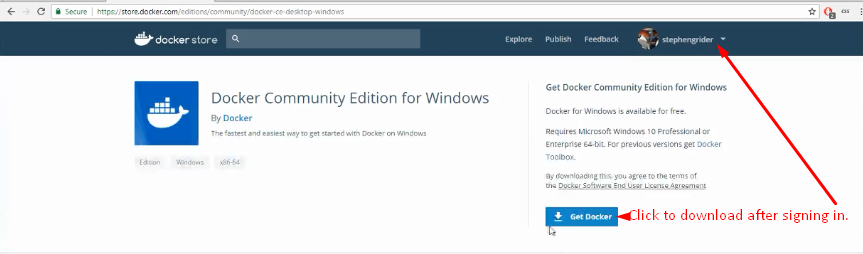 Secure https://store.docker.com/editions/community/docker-ce-desktop-windows
2
CSS
docker store
Explore Publish Feedback stephengrider
Docker Community Edition for Windows
By Docker
The fastest and easiest way to get started with Docker on Windows
Edition Windows x86-64
Get Docker Community Edition for Windows
Docker for Windows is available for free.
Requires Microsoft Windows 10 Professional or
Enterprise 64-bit. For previous versions get Docker
Toolbox.
By downloading this, you agree to the terms of
the Docker Software End User License Agreement
Get Docker
Click to download after signing in.